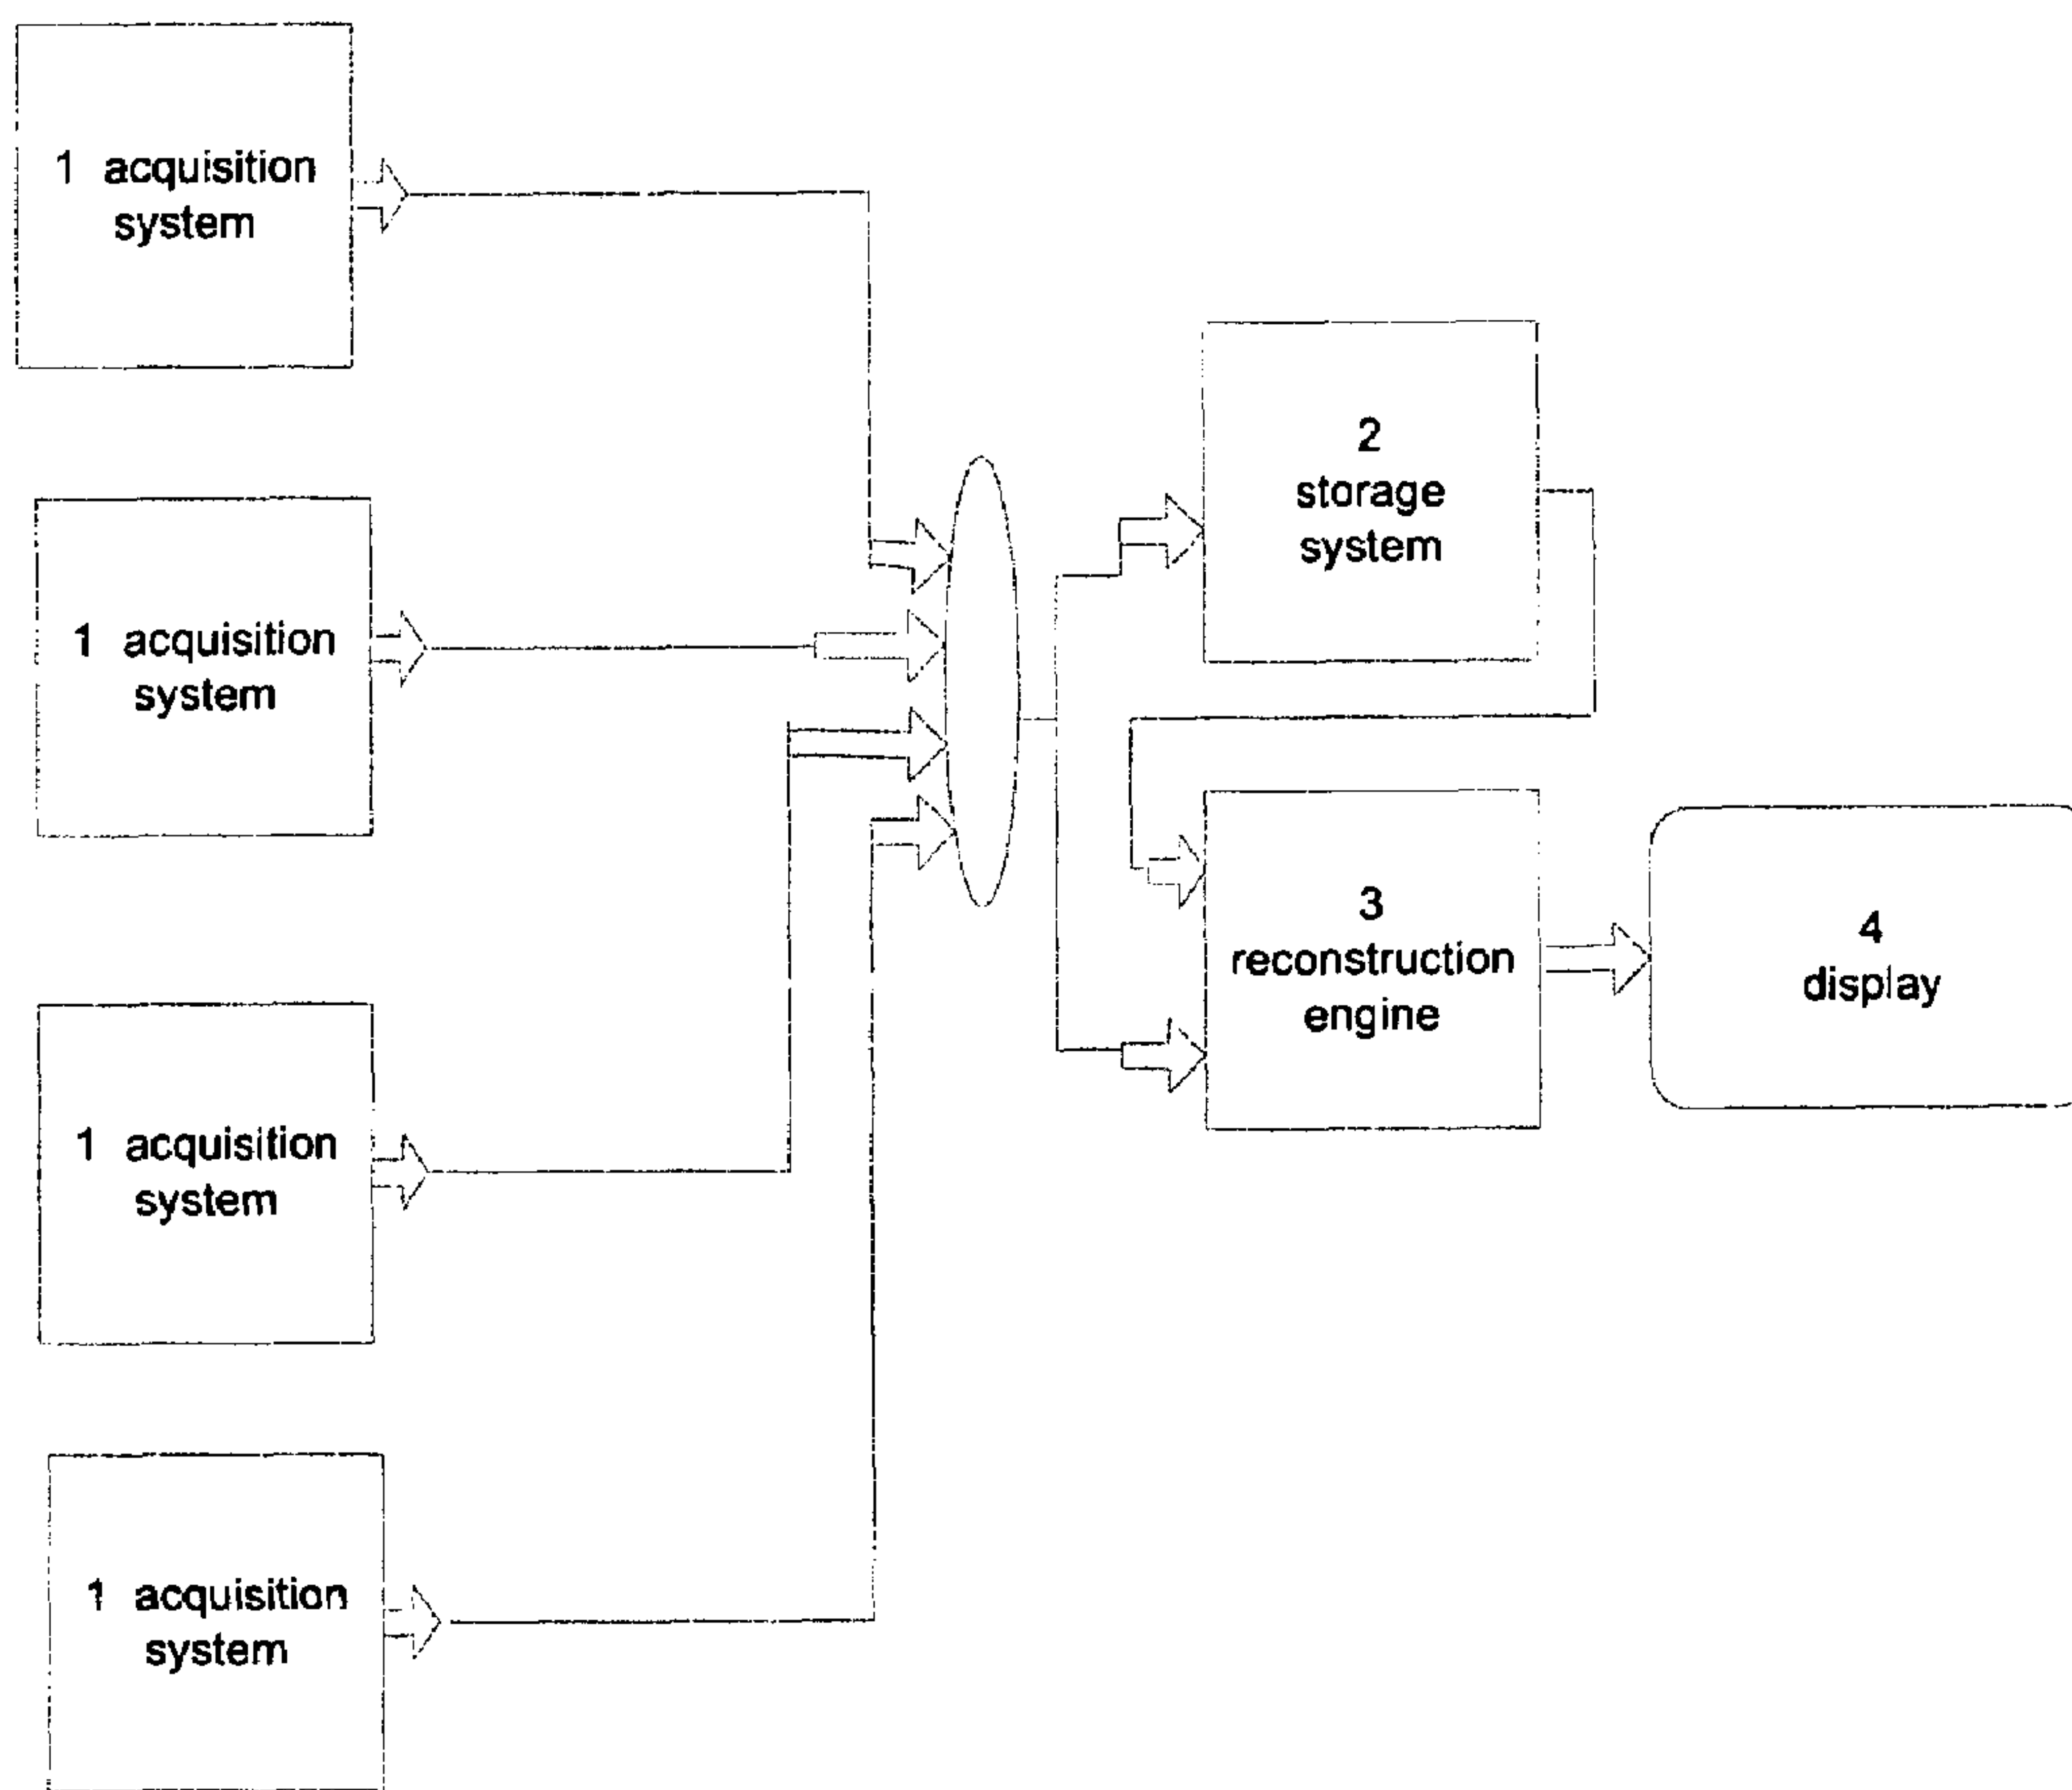 1 acquisition
system
1 acquisition
system
1 acquisition
system
1 acquisition
system
2
storage
system
3
reconstruction
engine
4
display